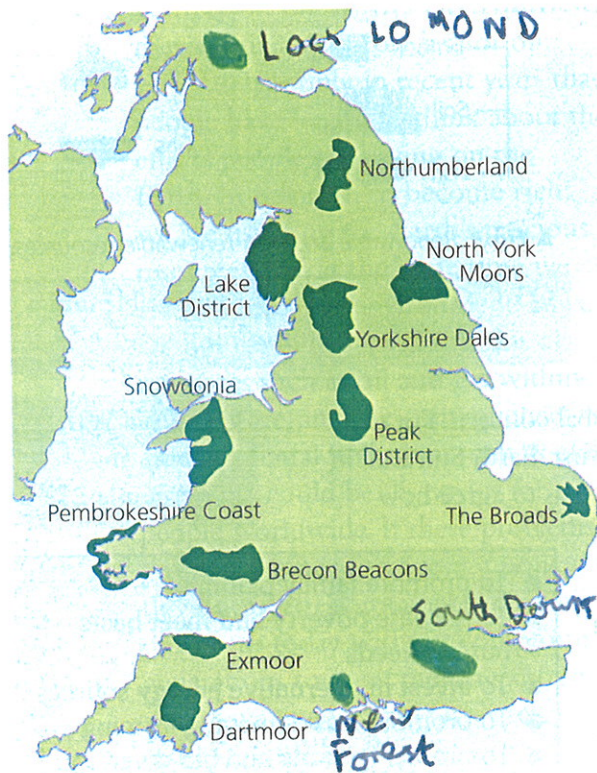 LOCH LOMOND
Northumberland
North York
Moors
Lake
District
Yorkshire Dales
Snowdonia
Peak
District
Pembrokeshire Coast
The Broads
Brecon Beacons
South Downs
Exmoor
New
Forest
Dartmoor